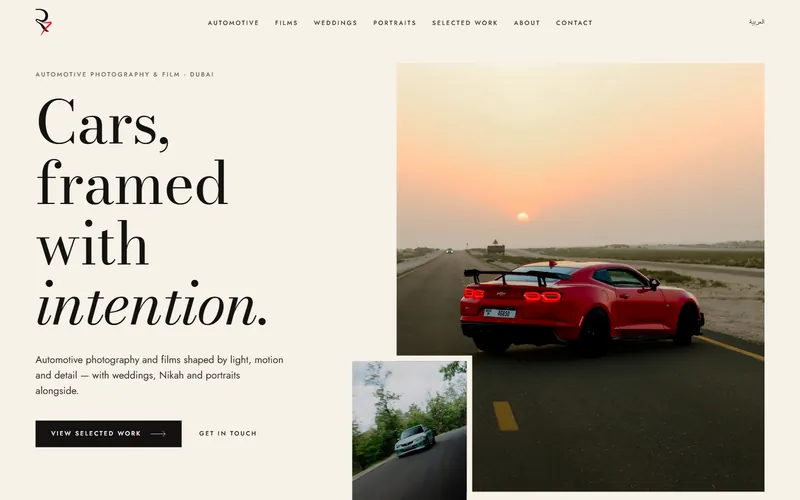 AUTOMOTIVE FILMS WEDDINGS PORTRAITS SELECTED WORK ABOUT CONTACT
العربية
AUTOMOTIVE PHOTOGRAPHY & FILM - DUBAI
Cars,
framed
with
intention.
Automotive photography and films shaped by light, motion
and detail — with weddings, Nikah and portraits
alongside.
VIEW SELECTED WORK
GET IN TOUCH